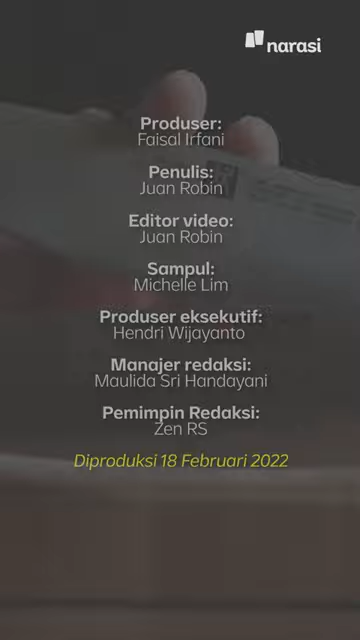 narasi
Produser:
Faisal Irfani
Penulis:
Juan Robin
Editor video:
Juan Robin
Sampul:
Michelle Lim
Produser eksekutif:
Hendri Wijayanto
Manajer redaksi:
Maulida Sri Handayani
Pemimpin Redaksi:
Zen RS
Diproduksi 18 Februari 2022